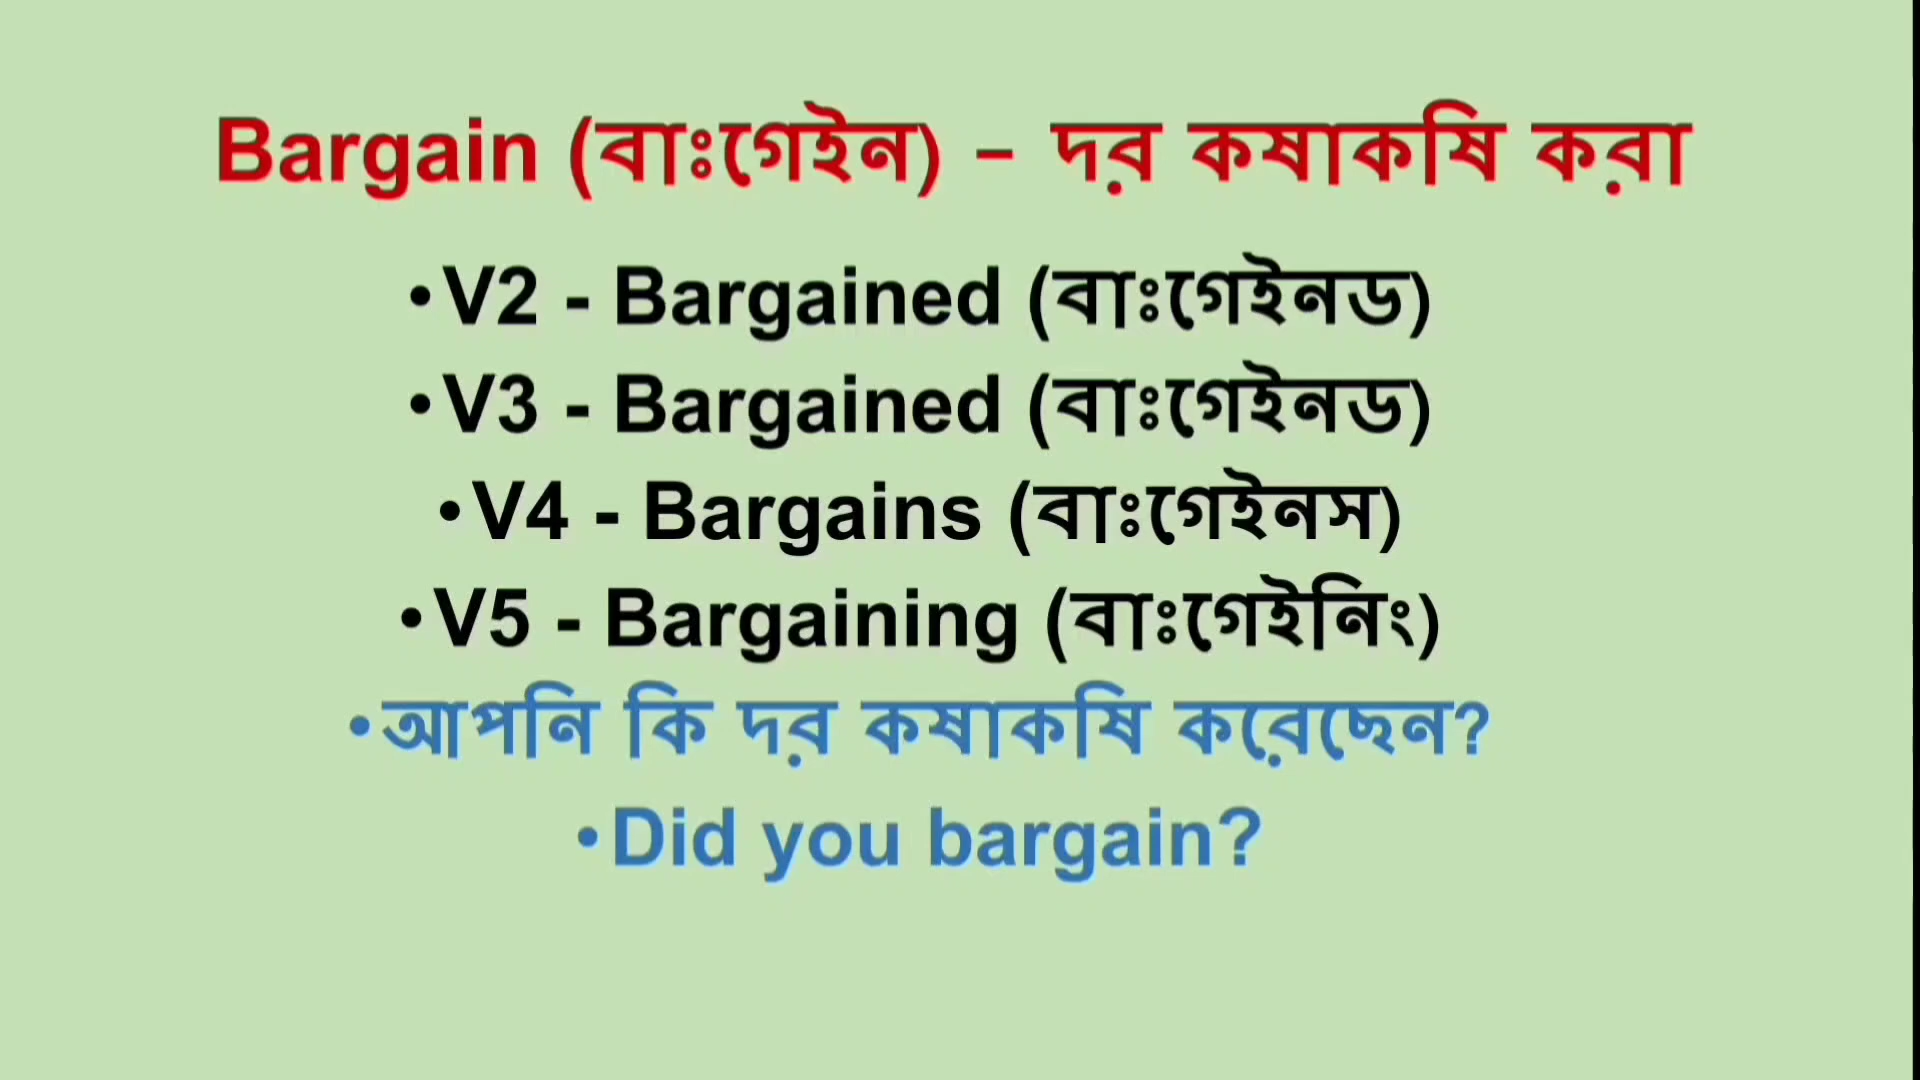 Bargain (বাঃগেইন) – দর কষাকষি করা
•V2 - Bargained (বাঃগেইনড)
•V3 - Bargained (বাঃগেইনড)
•V4 - Bargains (বাঃগেইনস)
•V5 - Bargaining (বাঃগেইনিং)
•আপনি কি দর কষাকষি করেছেন?
•Did you bargain?